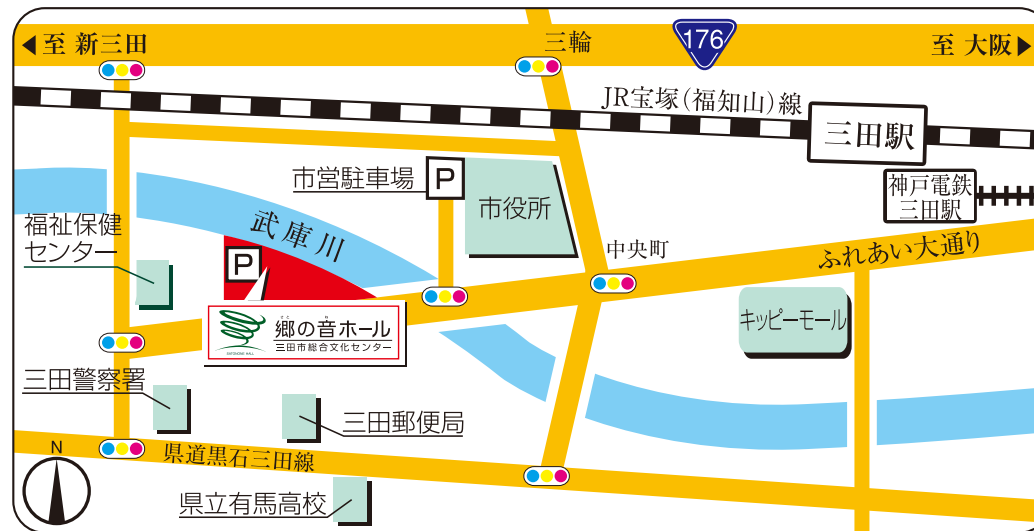 至 新三田
三輪
176
至 大阪
JR宝塚(福知山)線
三田駅
神戸電鉄
三田駅
市営駐車場
P
市役所
福祉保健
センター
武庫川
P
中央町
ふれあい大通り
キッピーモール
さと ね
郷の音ホール
三田市総合文化センター
SATONONE HALL
三田警察署
三田郵便局
県道黒石三田線
県立有馬高校
N